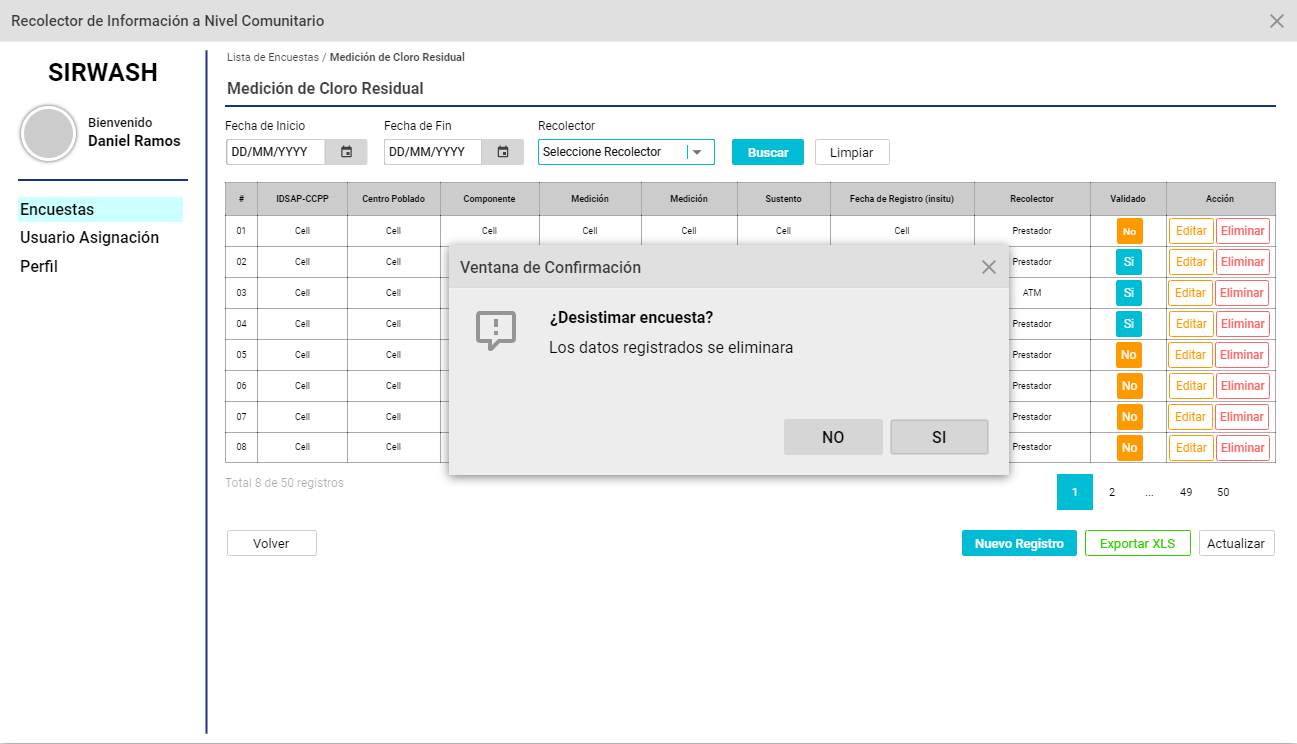 Recolector de Información a Nivel Comunitario
SIRWASH
Bienvenido
Daniel Ramos
Encuestas
Usuario Asignación
Perfil
Lista de Encuestas / Medición de Cloro Residual
Medición de Cloro Residual
Fecha de Inicio Fecha de Fin Recolector
DD/MM/YYYY DD/MM/YYYY Seleccione Recolector Buscar Limpiar
# IDSAP-CCPP Centro Poblado Componente Medición Medición Sustento Fecha de Registro (insitu) Recolector Validado Acción
01 Cell Cell Cell Cell Cell Cell Cell Prestador No Editar Eliminar
02 Cell Cell Prestador Si Editar Eliminar
03 Cell Cell ATM Si Editar Eliminar
04 Cell Cell Prestador Si Editar Eliminar
05 Cell Cell Prestador No Editar Eliminar
06 Cell Cell Prestador No Editar Eliminar
07 Cell Cell Prestador No Editar Eliminar
08 Cell Cell Prestador No Editar Eliminar
Ventana de Confirmación
¿Desistimar encuesta?
Los datos registrados se eliminara
NO SI
Total 8 de 50 registros
1 2 ... 49 50
Volver Nuevo Registro Exportar XLS Actualizar